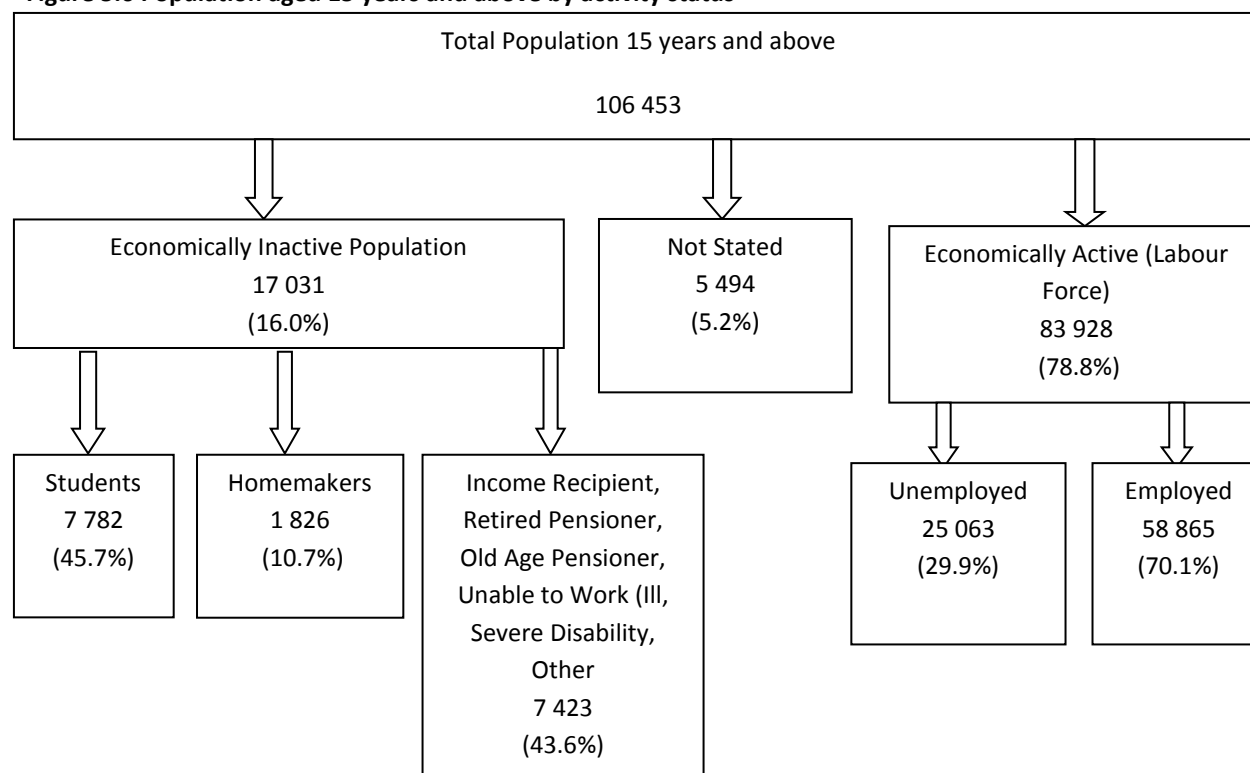 Total Population 15 years and above
106 453
Economically Inactive Population
17 031
(16.0%)
Not Stated
5 494
(5.2%)
Economically Active (Labour
Force)
83 928
(78.8%)
Students
7 782
(45.7%)
Homemakers
1 826
(10.7%)
Income Recipient,
Retired Pensioner,
Old Age Pensioner,
Unable to Work (Ill,
Severe Disability,
Other
7 423
(43.6%)
Unemployed
25 063
(29.9%)
Employed
58 865
(70.1%)